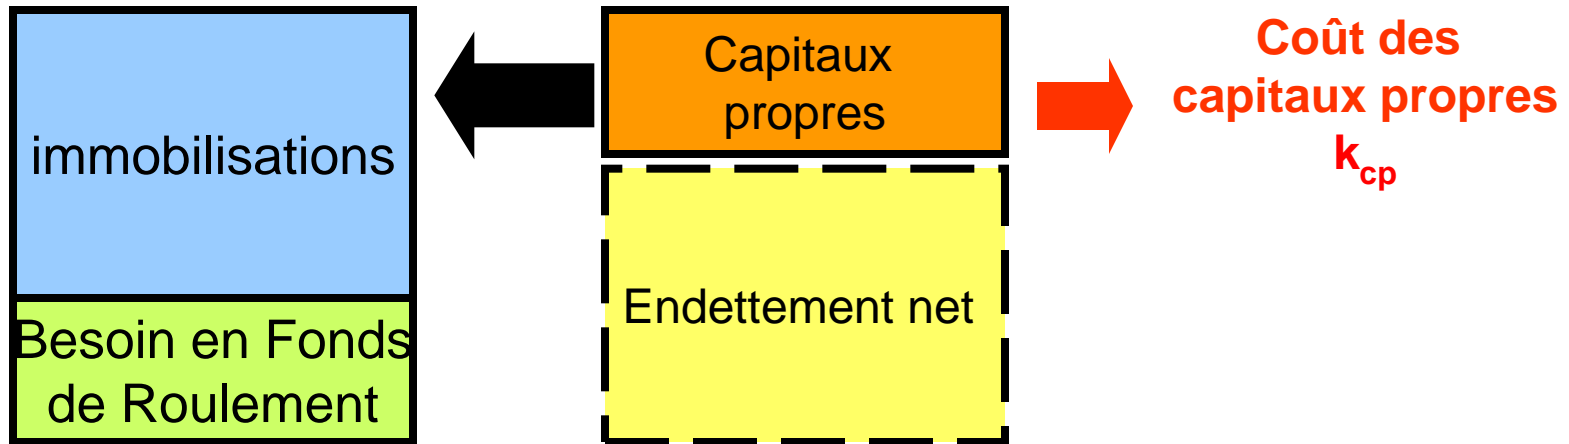 immobilisations
Besoin en Fonds
de Roulement
Capitaux
propres
Endettement net
Coût des
capitaux propres
kcp